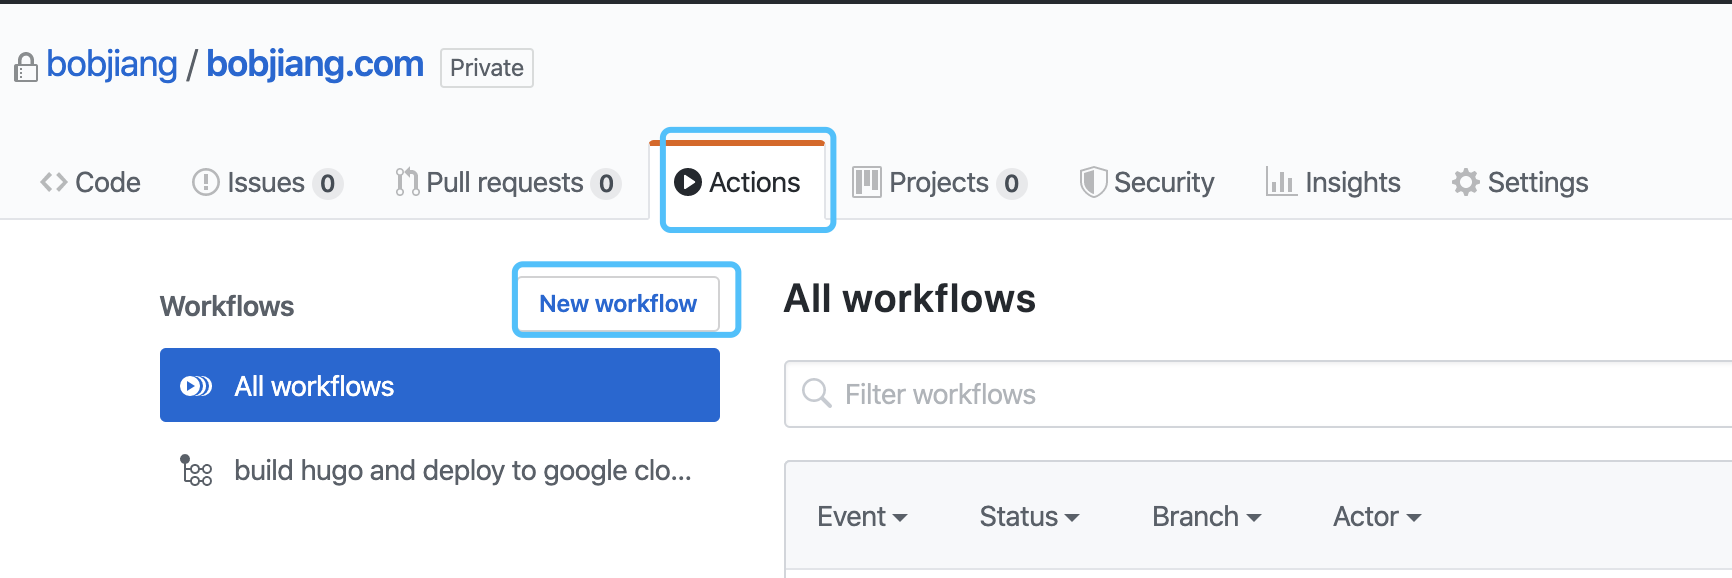 bobjiang / bobjiang.com Private
Code Issues 0 Pull requests 0 Actions Projects 0 Security Insights Settings
Workflows
New workflow
All workflows
build hugo and deploy to google clo...
All workflows
Filter workflows
Event Status Branch Actor